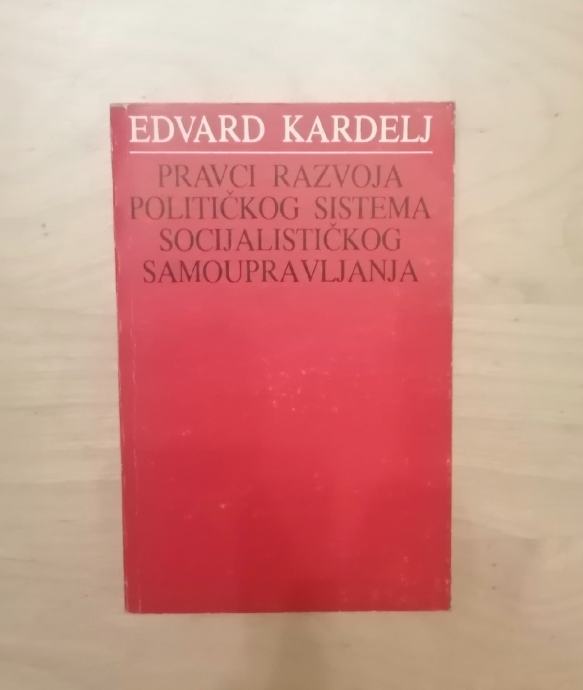 EDVARD KARDELJ
PRAVCI RAZVOJA
POLITIČKOG SISTEMA
SOCIJALISTIČKOG
SAMOUPRAVLJANJA